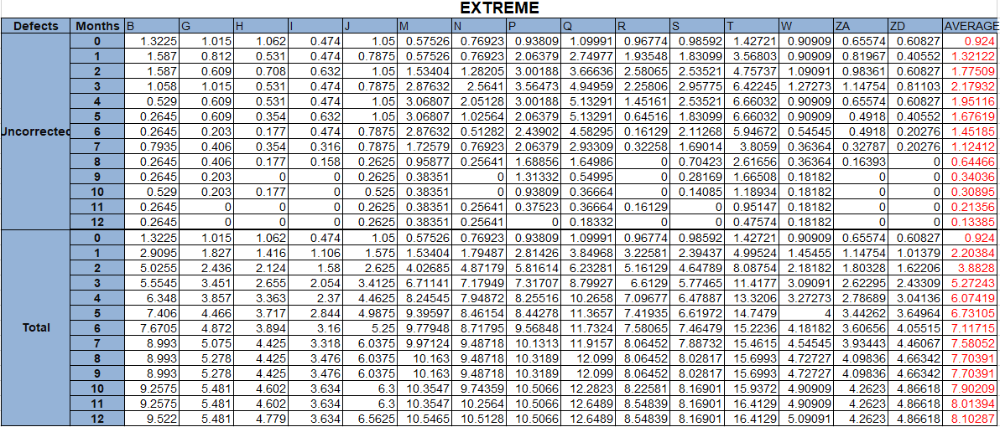 EXTREME
Defects Months B G H I J M N P Q R S T W ZA ZD AVERAGE
0 1.3225 1.015 1.062 0.474 1.05 0.57526 0.76923 0.93809 1.09991 0.96774 0.98592 1.42721 0.90909 0.65574 0.60827 0.924
1 1.587 0.812 0.531 0.474 0.7875 0.57526 0.76923 2.06379 2.74977 1.93548 1.83099 3.56803 0.90909 0.81967 0.40552 1.32122
2 1.587 0.609 0.708 0.632 1.05 1.53404 1.28205 3.00188 3.66636 2.58065 2.53521 4.75737 1.09091 0.98361 0.60827 1.77509
3 1.058 1.015 0.531 0.474 0.7875 2.87632 2.5641 3.56473 4.94959 2.25806 2.95775 6.42245 1.27273 1.14754 0.81103 2.17932
4 0.529 0.609 0.531 0.474 1.05 3.06807 2.05128 3.00188 5.13291 1.45161 2.53521 6.66032 0.90909 0.65574 0.60827 1.95116
5 0.2645 0.609 0.354 0.632 1.05 3.06807 1.02564 2.06379 5.13291 0.64516 1.83099 6.66032 0.90909 0.4918 0.40552 1.67619
Uncorrected 6 0.2645 0.203 0.177 0.474 0.7875 2.87632 0.51282 2.43902 4.58295 0.16129 2.11268 5.94672 0.54545 0.4918 0.20276 1.45185
7 0.7935 0.406 0.354 0.316 0.7875 1.72579 0.76923 2.06379 2.93309 0.32258 1.69014 3.8059 0.36364 0.32787 0.20276 1.12412
8 0.2645 0.406 0.177 0.158 0.2625 0.95877 0.25641 1.68856 1.64986 0 0.70423 2.61656 0.36364 0.16393 0 0.64466
9 0.2645 0.203 0 0 0.2625 0.38351 0 1.31332 0.54995 0 0.28169 1.66508 0.18182 0 0 0.34036
10 0.529 0.203 0.177 0 0.525 0.38351 0 0.93809 0.36664 0 0.14085 1.18934 0.18182 0 0 0.30895
11 0.2645 0 0 0 0.2625 0.38351 0.25641 0.37523 0.36664 0.16129 0 0.95147 0.18182 0 0 0.21356
12 0.2645 0 0 0 0.2625 0.38351 0.25641 0 0.18332 0 0 0.47574 0.18182 0 0 0.13385
0 1.3225 1.015 1.062 0.474 1.05 0.57526 0.76923 0.93809 1.09991 0.96774 0.98592 1.42721 0.90909 0.65574 0.60827 0.924
1 2.9095 1.827 1.416 1.106 1.575 1.53404 1.79487 2.81426 3.84968 3.22581 2.39437 4.99524 1.45455 1.14754 1.01379 2.20384
2 5.0255 2.436 2.124 1.58 2.625 4.02685 4.87179 5.81614 6.23281 5.16129 4.64789 8.08754 2.18182 1.80328 1.62206 3.8828
3 5.5545 3.451 2.655 2.054 3.4125 6.71141 7.17949 7.31707 8.79927 6.6129 5.77465 11.4177 3.09091 2.62295 2.43309 5.27243
4 6.348 3.857 3.363 2.37 4.4625 8.24545 7.94872 8.25516 10.2658 7.09677 6.47887 13.3206 3.27273 2.78689 3.04136 6.07419
5 7.406 4.466 3.717 2.844 4.9875 9.39597 8.46154 8.44278 11.3657 7.41935 6.61972 14.7479 4 3.44262 3.64964 6.73105
Total 6 7.6705 4.872 3.894 3.16 5.25 9.77948 8.71795 9.56848 11.7324 7.58065 7.46479 15.2236 4.18182 3.60656 4.05515 7.11715
7 8.993 5.075 4.425 3.318 6.0375 9.97124 9.48718 10.1313 11.9157 8.06452 7.88732 15.4615 4.54545 3.93443 4.46067 7.58052
8 8.993 5.278 4.425 3.476 6.0375 10.163 9.48718 10.3189 12.099 8.06452 8.02817 15.6993 4.72727 4.09836 4.66342 7.70391
9 8.993 5.278 4.425 3.476 6.0375 10.163 9.48718 10.3189 12.099 8.06452 8.02817 15.6993 4.72727 4.09836 4.66342 7.70391
10 9.2575 5.481 4.602 3.634 6.3 10.3547 9.74359 10.5066 12.2823 8.22581 8.16901 15.9372 4.90909 4.2623 4.86618 7.90209
11 9.2575 5.481 4.602 3.634 6.3 10.3547 10.2564 10.5066 12.6489 8.54839 8.16901 16.4129 4.90909 4.2623 4.86618 8.01394
12 9.522 5.481 4.779 3.634 6.5625 10.5465 10.5128 10.5066 12.6489 8.54839 8.16901 16.4129 5.09091 4.2623 4.86618 8.10287